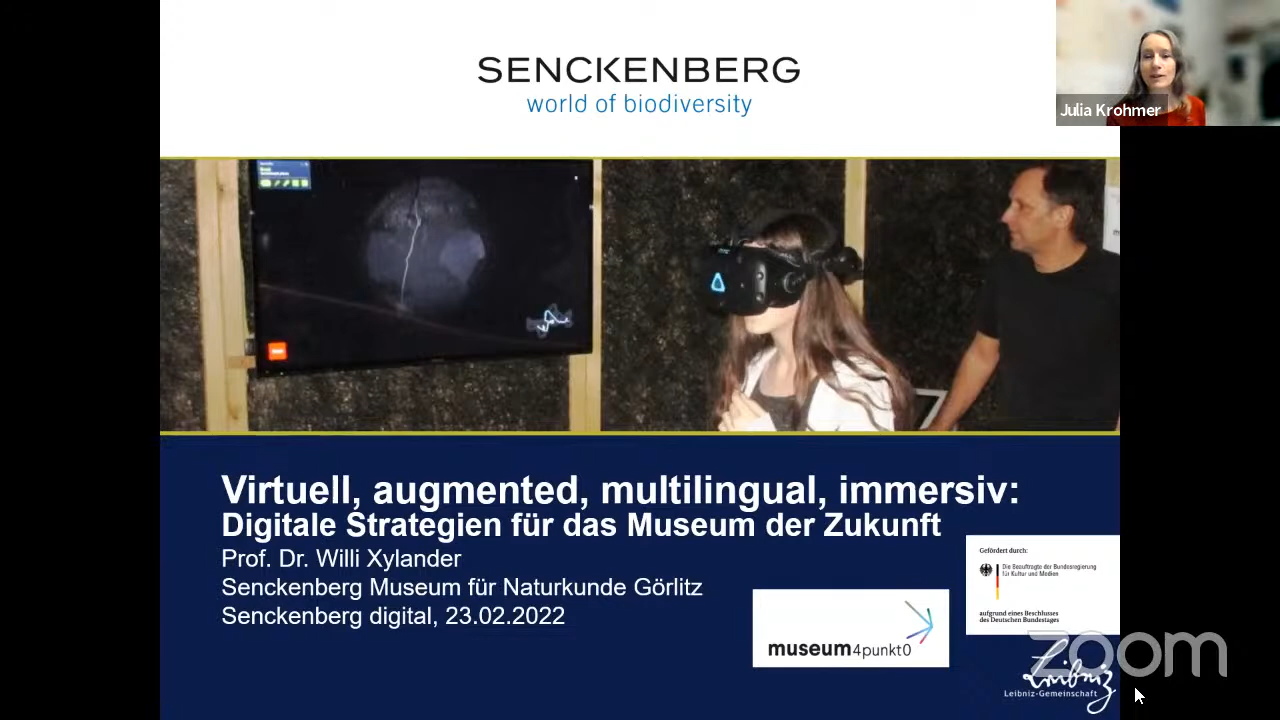 SENCKENBERG
world of biodiversity
Julia Krohmer
Virtuell, augmented, multilingual, immersiv:
Digitale Strategien für das Museum der Zukunft
Prof. Dr. Willi Xylander
Senckenberg Museum für Naturkunde Görlitz
Senckenberg digital, 23.02.2022
museum4punkt0
Gefördert durch:
Die Beauftragte der Bundesregierung
für Kultur und Medien
aufgrund eines Beschlusses
des Deutschen Bundestages
zoom
Leibniz
Leibniz-Gemeinschaft